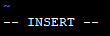 ~
-- INSERT --